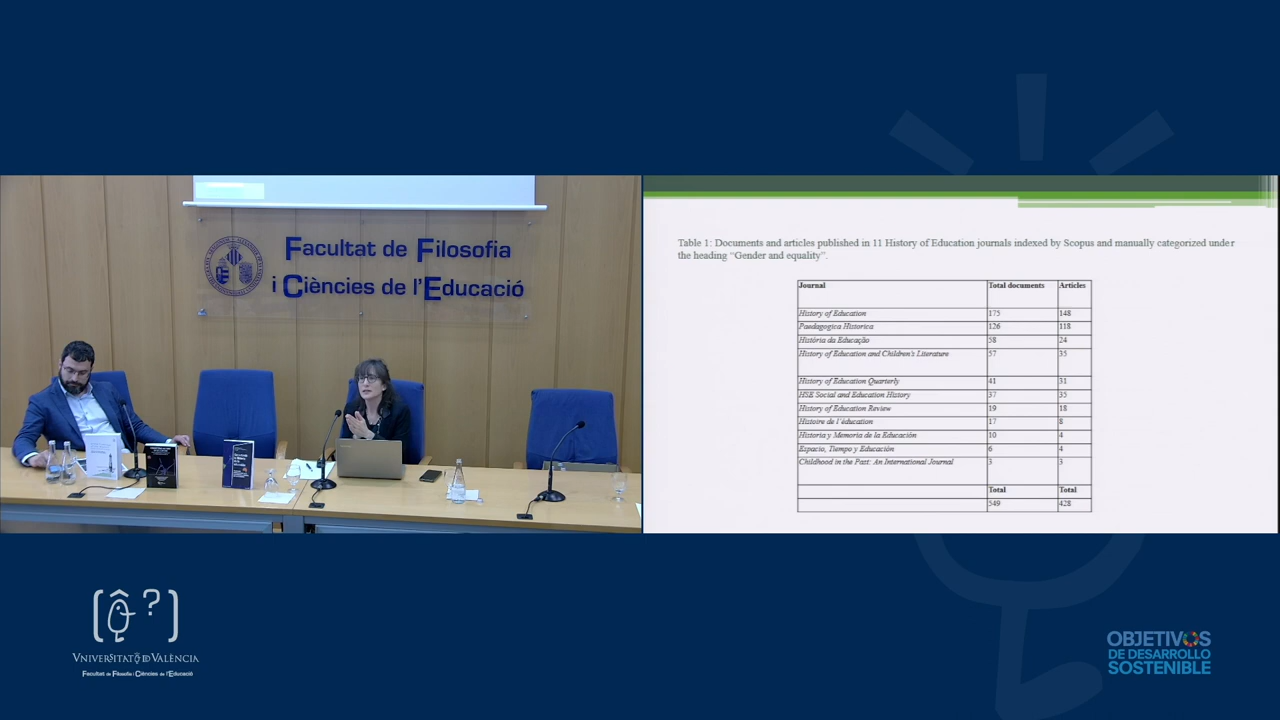 Facultat de Filosofia
i Ciències de l'Educació
Table 1: Documents and articles published in 11 History of Education journals indexed by Scopus and manually categorized under
the heading “Gender and equality”.
Journal Total documents Articles
History of Education 175 148
Paedagogica Historica 126 118
História da Educação 58 24
History of Education and Children's Literature 57 35
History of Education Quarterly 41 31
HSE Social and Education History 37 35
History of Education Review 19 18
Histoire de l'éducation 17 8
Historia y Memoria de la Educación 10 4
Espacio, Tiempo y Educación 6 4
Childhood in the Past: An International Journal 3 3
Total Total
549 428
VNIVERSITAT ID VALÈNCIA
Facultat de Filosofia i Ciències de l'Educació
OBJETIVOS
DE DESARROLLO
SOSTENIBLE